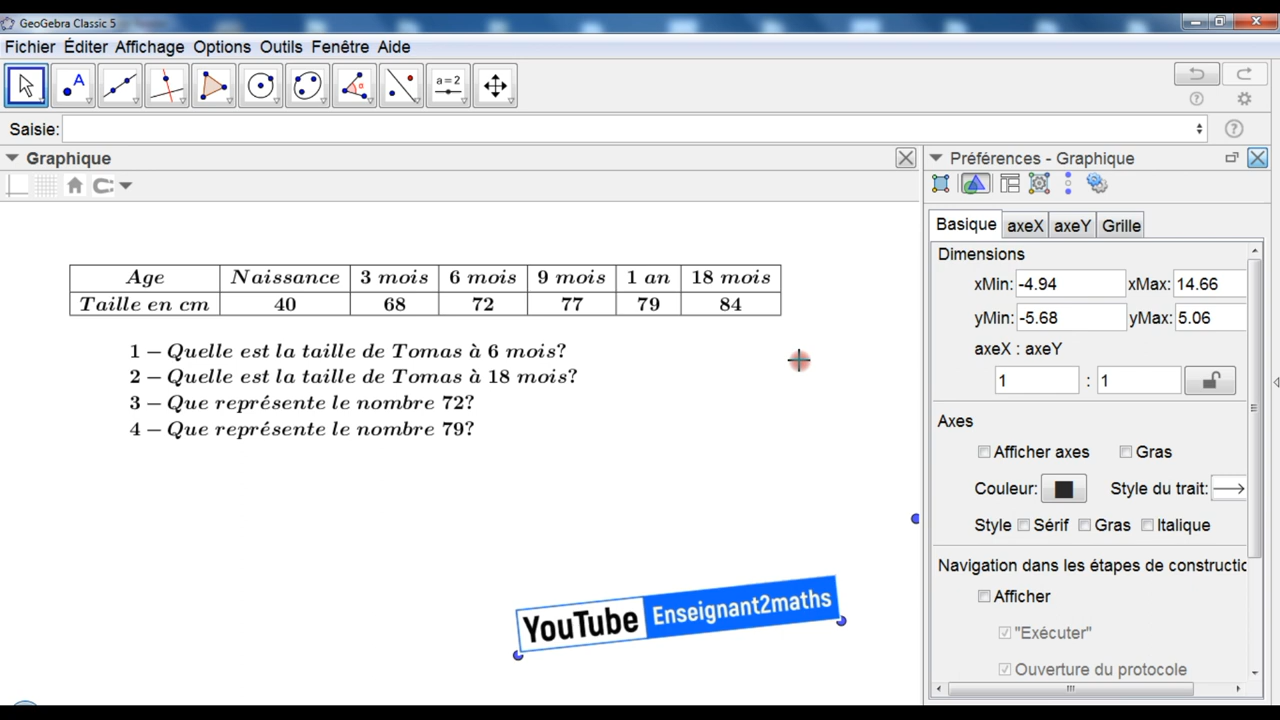 GeoGebra Classic 5
Fichier Éditer Affichage Options Outils Fenêtre Aide
A
α
a=2
Saisie:
Graphique
Préférences - Graphique
Basique axeX axeY Grille
Dimensions
xMin: -4.94 xMax: 14.66
yMin: -5.68 yMax: 5.06
axeX : axeY
1 : 1
Axes
Afficher axes Gras
Couleur: Style du trait:
Style Sérif Gras Italique
Navigation dans les étapes de constructic
Afficher
"Exécuter"
Ouverture du protocole
Age Naissance 3 mois 6 mois 9 mois 1 an 18 mois
Taille en cm 40 68 72 77 79 84
1 – Quelle est la taille de Tomas à 6 mois?
2 – Quelle est la taille de Tomas à 18 mois?
3 – Que représente le nombre 72?
4 – Que représente le nombre 79?
YouTube Enseignant2maths